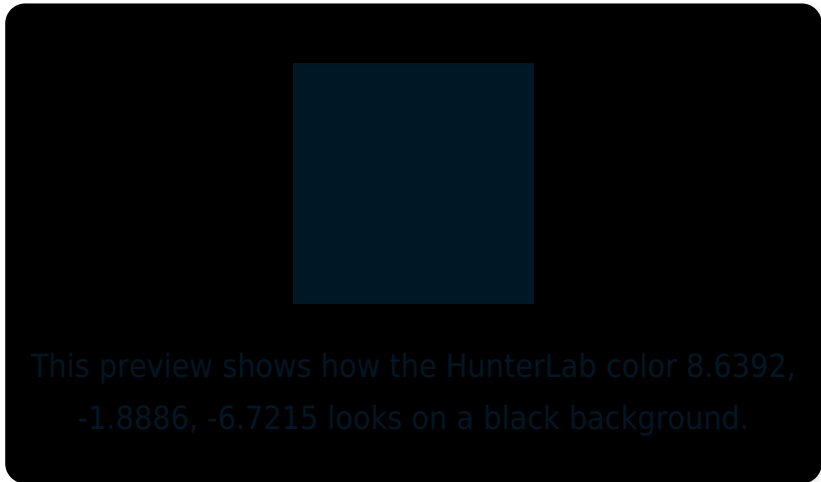 This preview shows how the HunterLab color 8.6392,
-1.8886, -6.7215 looks on a black background.